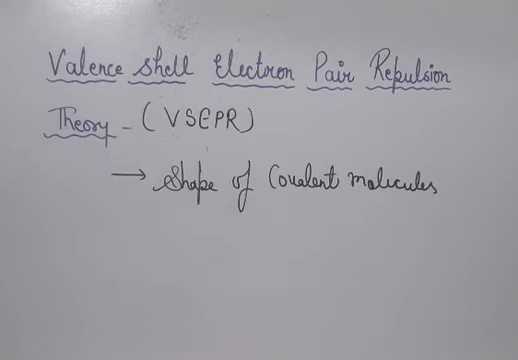 Valence shell Electron Pair Repulsion
Theory - (VSEPR)
→ Shape of Covalent molecules